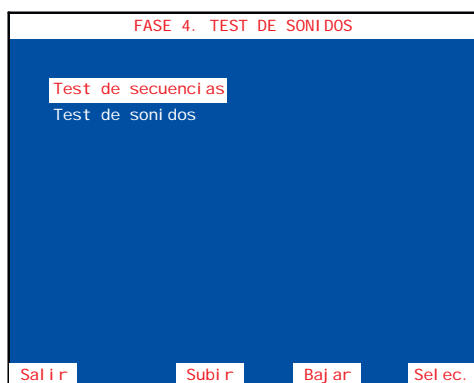 FASE 4. TEST DE SONIDOS
Test de secuencias
Test de sonidos
Salir Subir Bajar Selec.